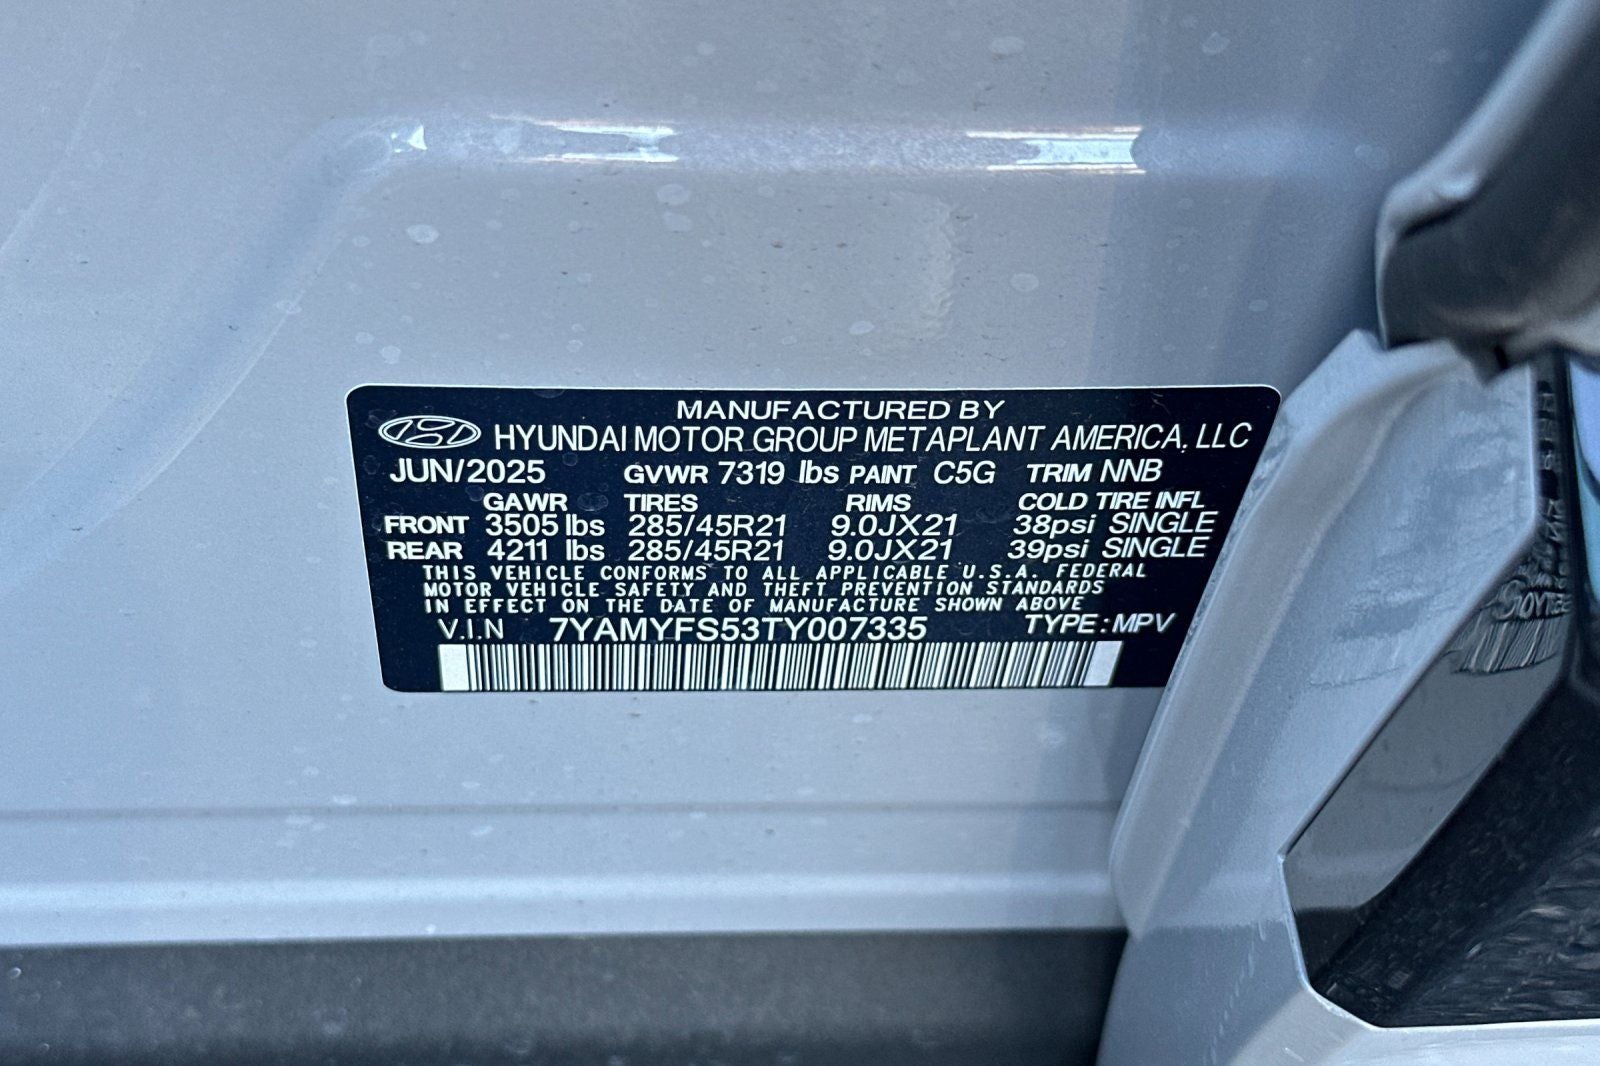 MANUFACTURED BY
HYUNDAI MOTOR GROUP METAPLANT AMERICA, LLC
JUN/2025 GVWR 7319 lbs PAINT C5G TRIM NNB
GAWR TIRES RIMS COLD TIRE INFL
FRONT 3505 lbs 285/45R21 9.0JX21 38psi SINGLE
REAR 4211 lbs 285/45R21 9.0JX21 39psi SINGLE
THIS VEHICLE CONFORMS TO ALL APPLICABLE U.S.A. FEDERAL
MOTOR VEHICLE SAFETY AND THEFT PREVENTION STANDARDS
IN EFFECT ON THE DATE OF MANUFACTURE SHOWN ABOVE
V.I.N 7YAMYFS53TY007335 TYPE: MPV